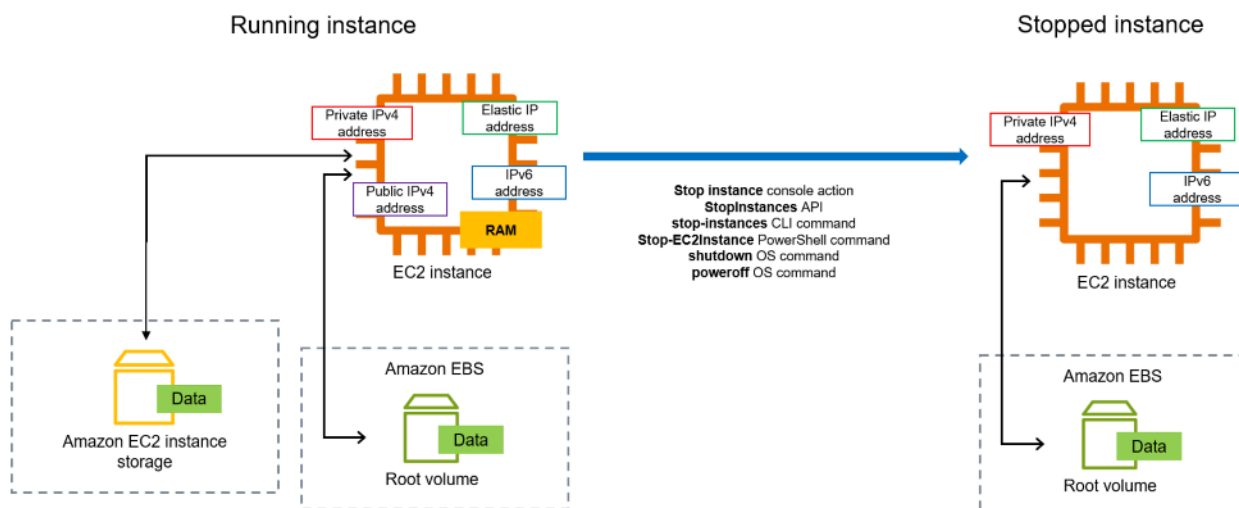 Running instance
Stopped instance
Private IPv4
address
Elastic IP
address
Public IPv4
address
IPv6
address
RAM
EC2 instance
Stop instance console action
StopInstances API
stop-instances CLI command
Stop-EC2Instance PowerShell command
shutdown OS command
poweroff OS command
Private IPv4
address
Elastic IP
address
IPv6
address
EC2 instance
Data
Amazon EC2 instance
storage
Amazon EBS
Data
Root volume
Amazon EBS
Data
Root volume